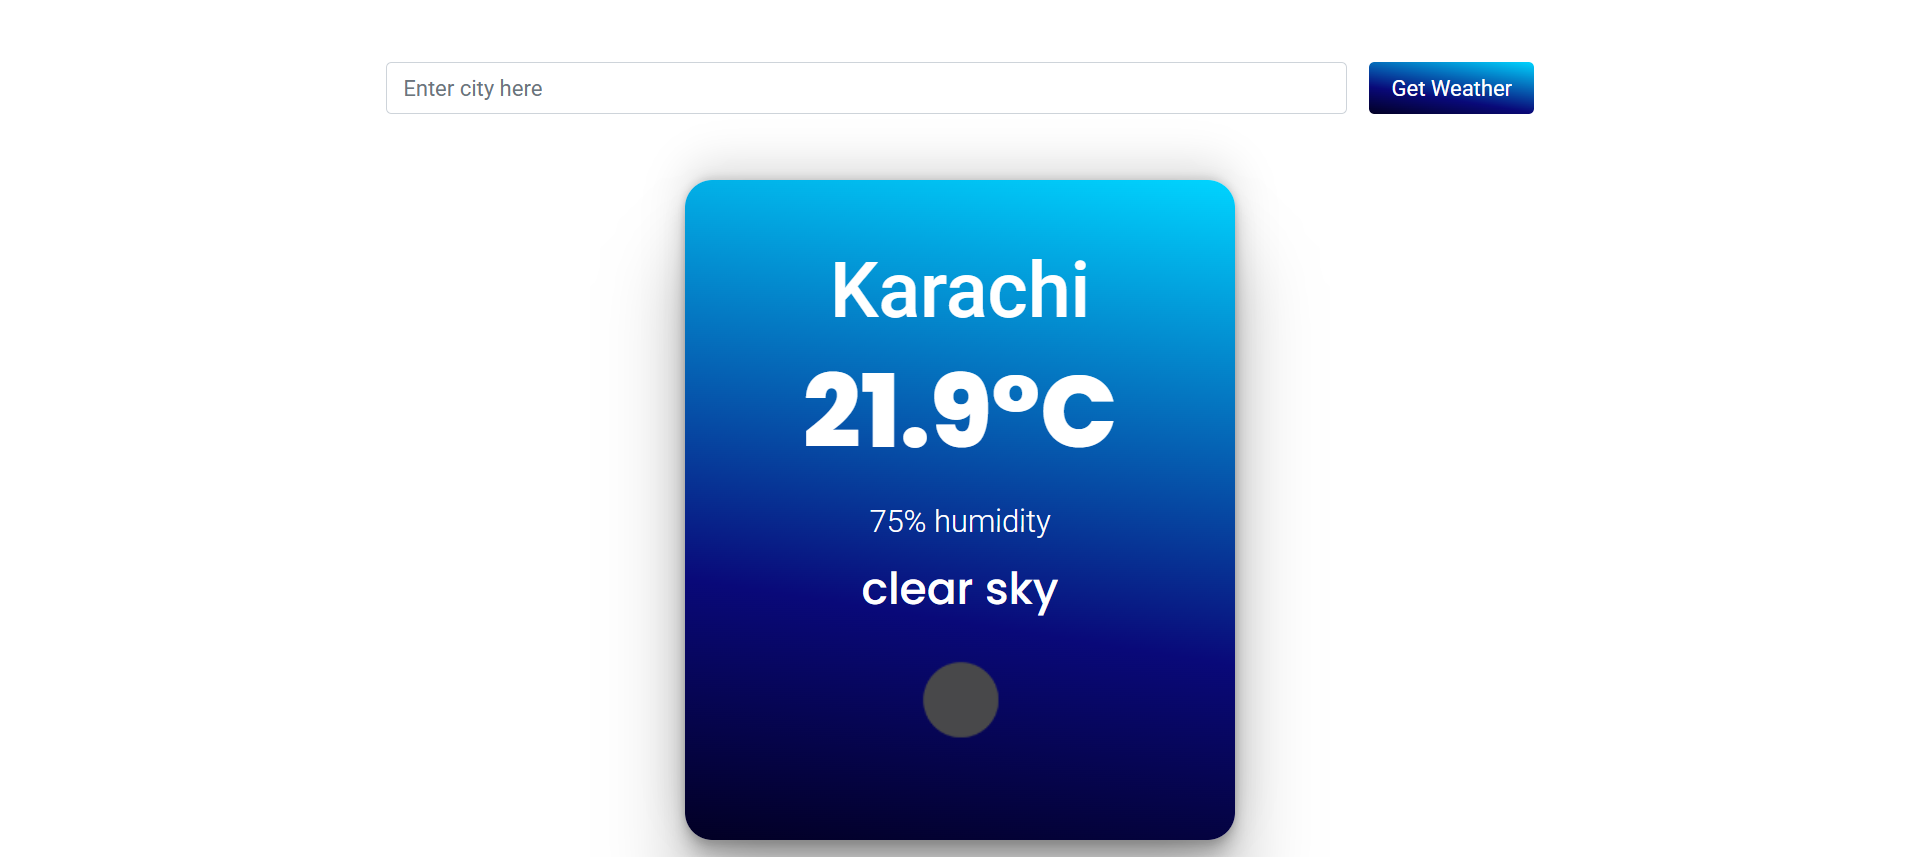 Enter city here
Get Weather
Karachi
21.9°C
75% humidity
clear sky